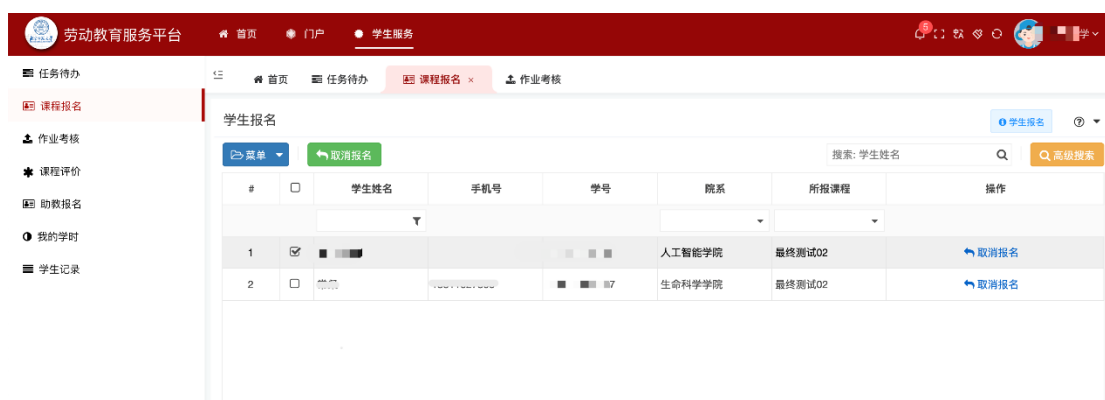 劳动教育服务平台 首页 门户 学生服务 5 学
任务待办 首页 任务待办 课程报名 × 作业考核
课程报名
学生报名 学生报名
作业考核
菜单 取消报名 搜索: 学生姓名 高级搜索
课程评价
# 学生姓名 手机号 学号 院系 所报课程 操作
助教报名
我的学时
1 人工智能学院 最终测试02 取消报名
学生记录
2 7 生命科学学院 最终测试02 取消报名